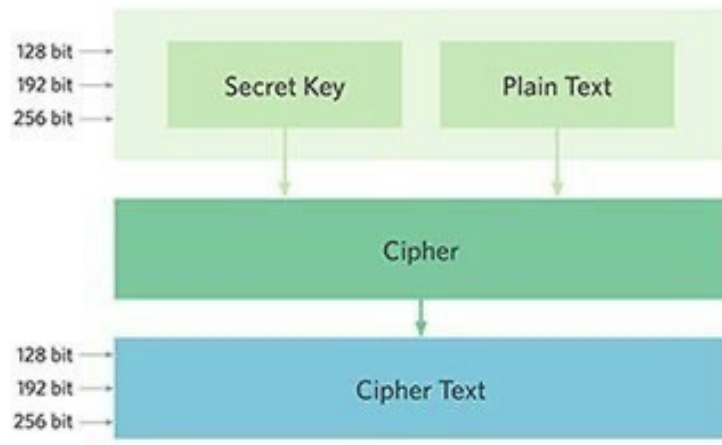 128 bit
192 bit
256 bit
Secret Key
Plain Text
Cipher
128 bit
192 bit
256 bit
Cipher Text